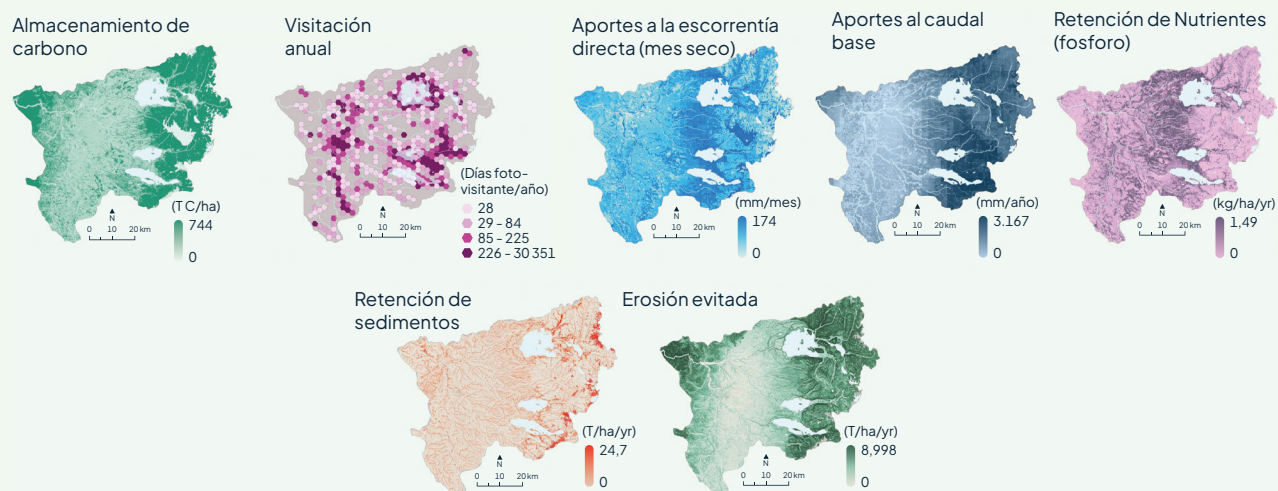 Almacenamiento de
carbono
(T C/ha)
744
0
N
0 10 20 km
Visitación
anual
(Días foto-
visitante/año)
28
29 – 84
85 - 225
226 – 30 351
N
0 10 20 km
Aportes a la escorrentía
directa (mes seco)
(mm/mes)
174
0
N
0 10 20 km
Aportes al caudal
base
(mm/año)
3.167
0
N
0 10 20 km
Retención de Nutrientes
(fosforo)
(kg/ha/yr)
1,49
0
N
0 10 20 km
Retención de
sedimentos
(T/ha/yr)
24,7
0
N
0 10 20 km
Erosión evitada
(T/ha/yr)
8,998
0
N
0 10 20 km